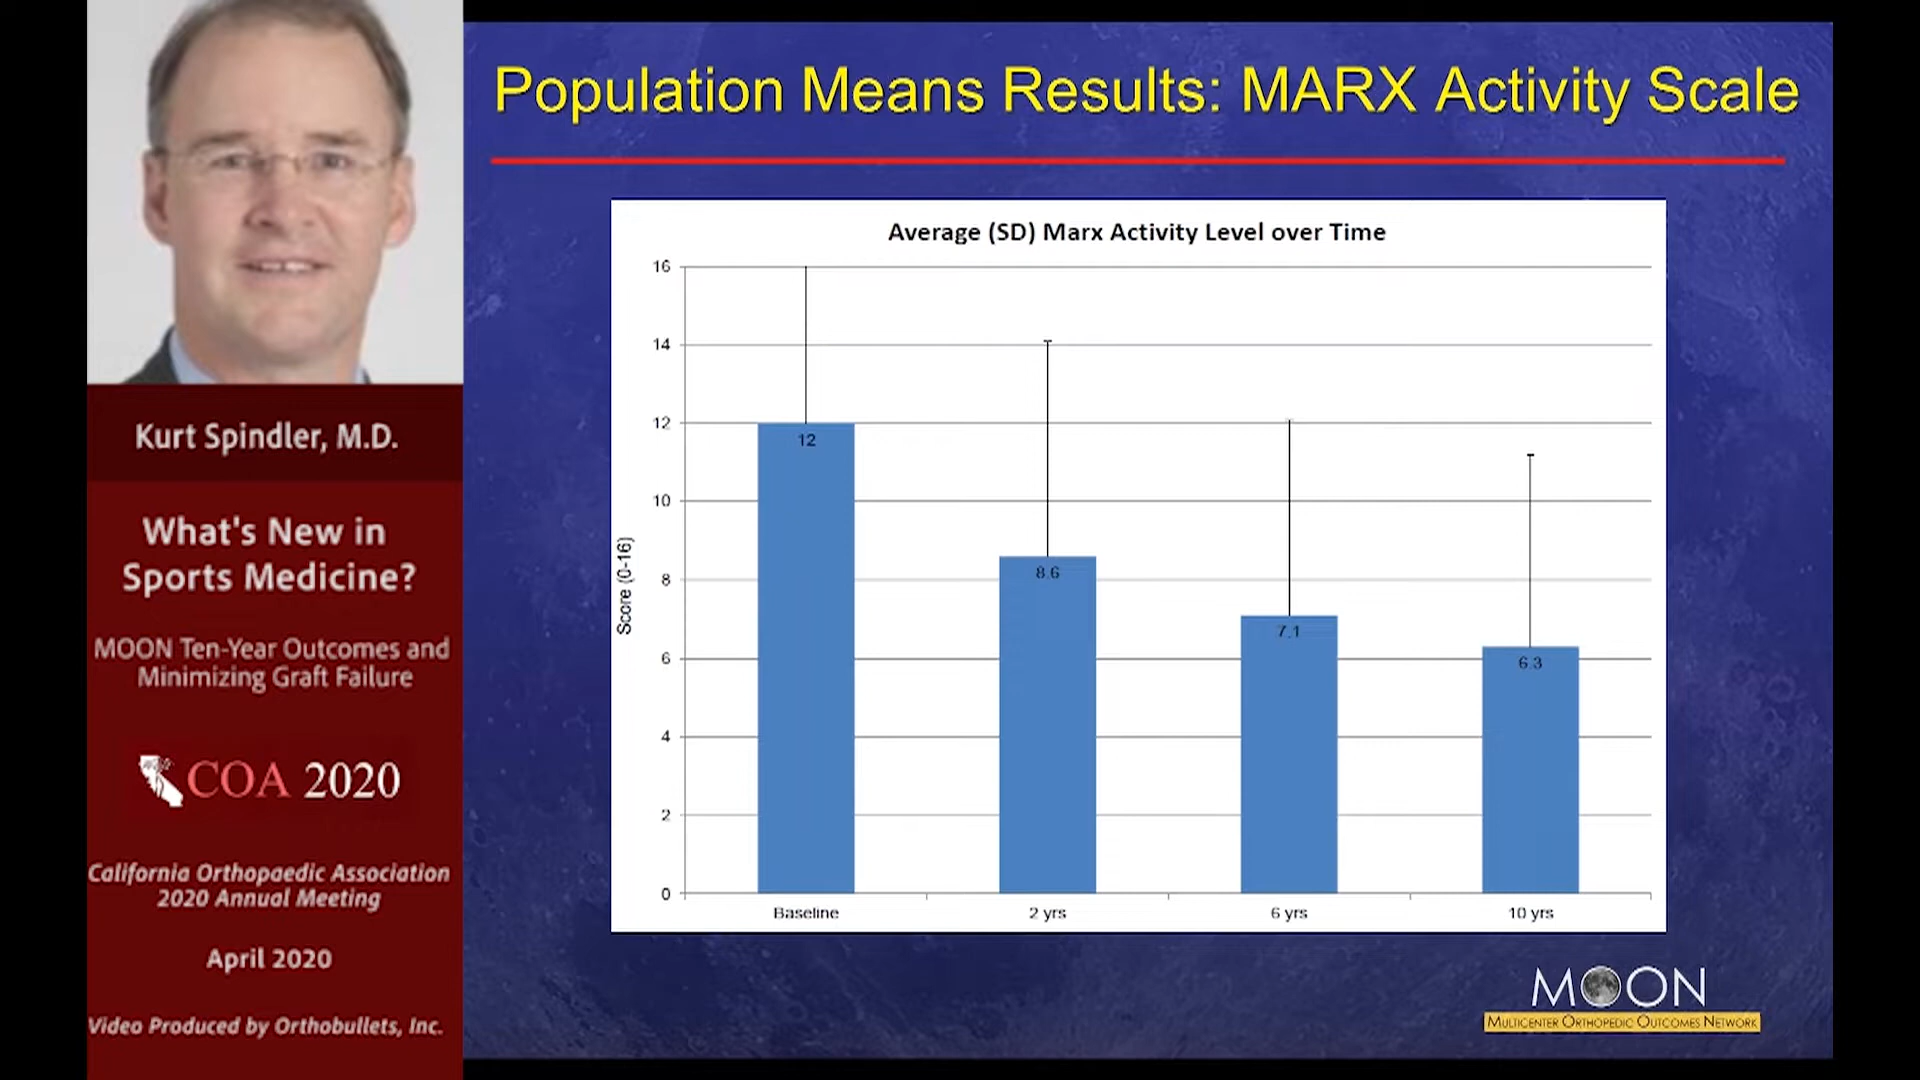 Kurt Spindler, M.D.
What's New in
Sports Medicine?
MOON Ten-Year Outcomes and
Minimizing Graft Failure
COA 2020
California Orthopaedic Association
2020 Annual Meeting
April 2020
Video Produced by Orthobullets, Inc.
Population Means Results: MARX Activity Scale
Average (SD) Marx Activity Level over Time
Score (0-16)
16
14
12
10
8
6
4
2
0
12
8.6
7.1
6.3
Baseline
2 yrs
6 yrs
10 yrs
MOON
MULTICENTER ORTHOPEDIC OUTCOMES NETWORK